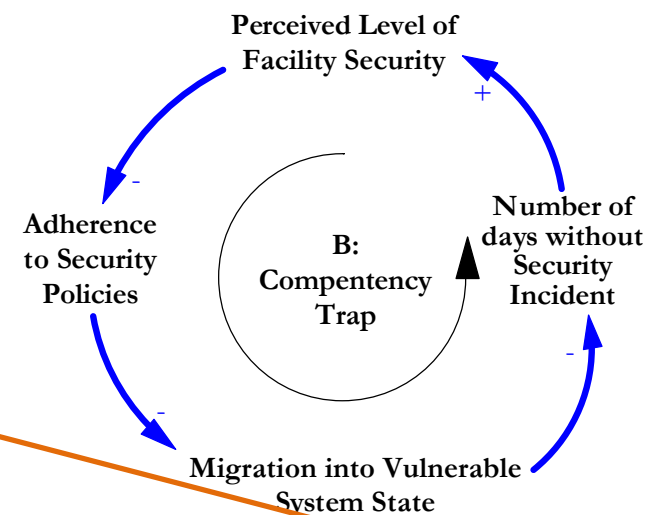 Perceived Level of
Facility Security
+
-
Adherence
to Security
Policies
B:
Compentency
Trap
Number of
days without
Security
Incident
-
-
Migration into Vulnerable
System State